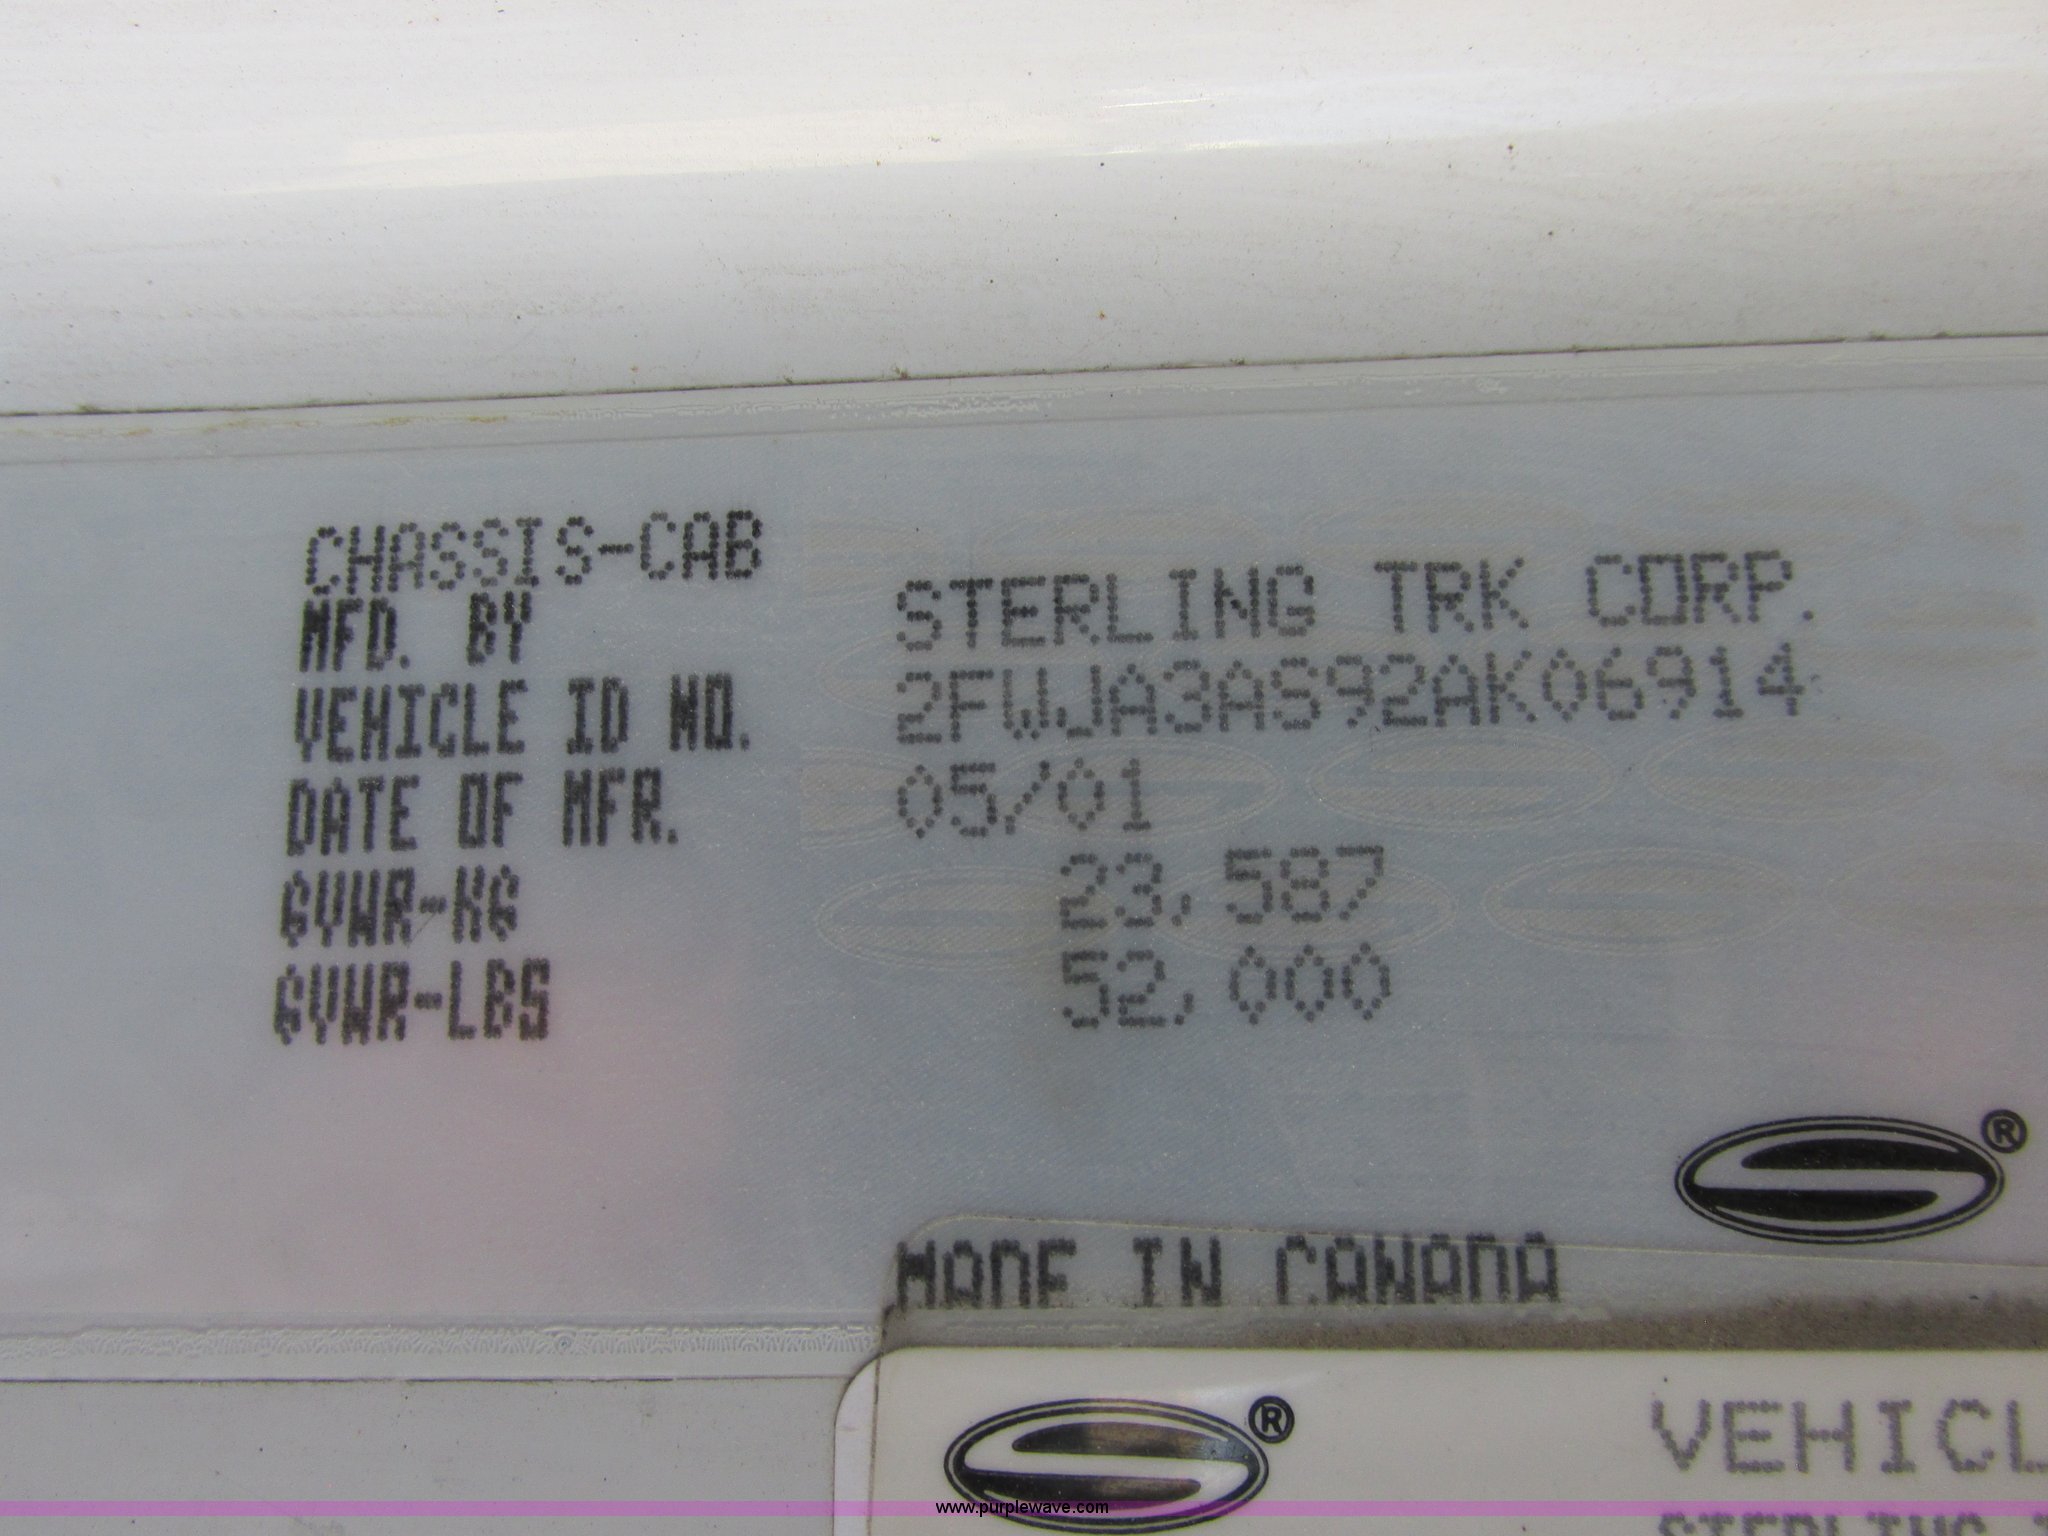 CHASSIS-CAB
MFD. BY STERLING TRK CORP.
VEHICLE ID NO. 2FWJA3AS92AK06914
DATE OF MFR. 05/01
GVWR-KG 23,587
GVWR-LBS 52,000
®
MADE IN CANADA
® VEHICL
www.purplewave.com